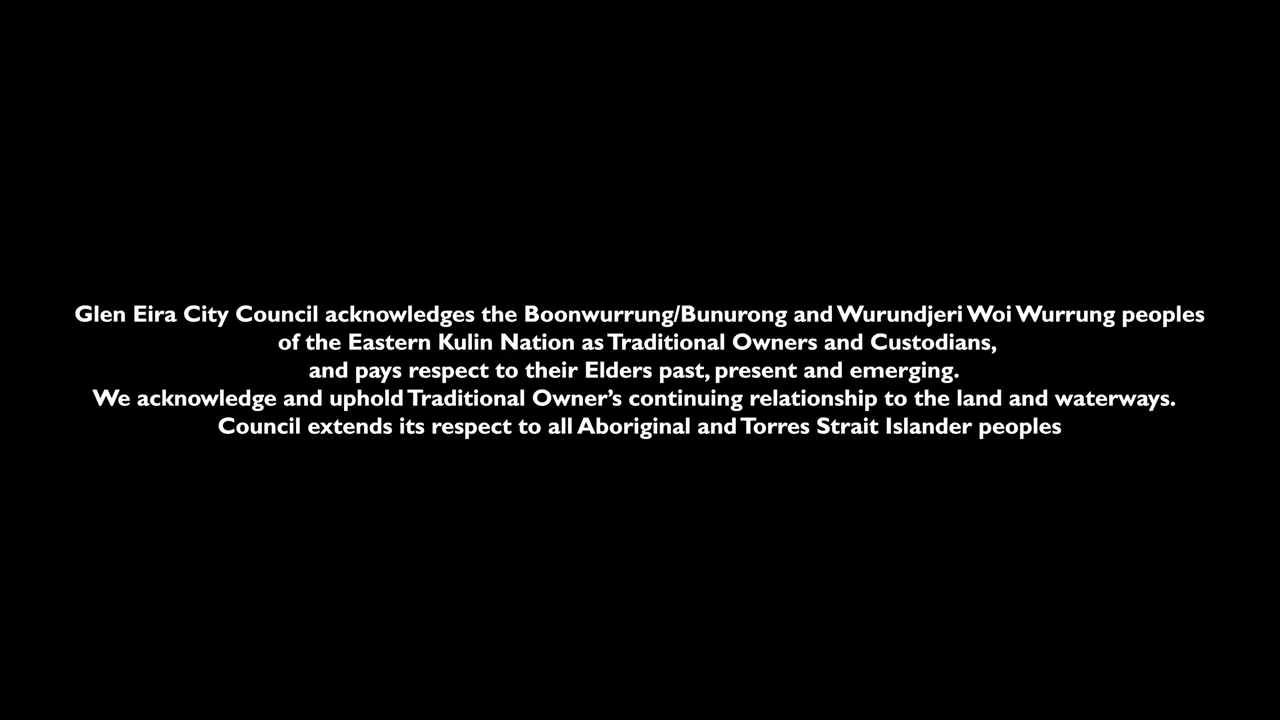 Glen Eira City Council acknowledges the Boonwurrung/Bunurong and Wurundjeri Woi Wurrung peoples
of the Eastern Kulin Nation as Traditional Owners and Custodians,
and pays respect to their Elders past, present and emerging.
We acknowledge and uphold Traditional Owner’s continuing relationship to the land and waterways.
Council extends its respect to all Aboriginal and Torres Strait Islander peoples